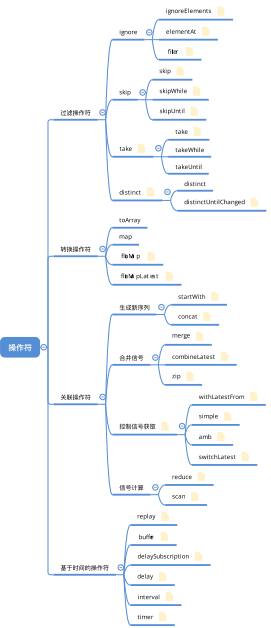 操作符
过滤操作符
ignore
ignoreElements
elementAt
filter
skip
skip
skipWhile
skipUntil
take
take
takeWhile
takeUntil
distinct
distinct
distinctUntilChanged
转换操作符
toArray
map
flatMap
flatMapLatest
关联操作符
生成新序列
startWith
concat
合并信号
merge
combineLatest
zip
控制信号获取
withLatestFrom
simple
amb
switchLatest
信号计算
reduce
scan
基于时间的操作符
replay
buffer
delaySubscription
delay
interval
timer